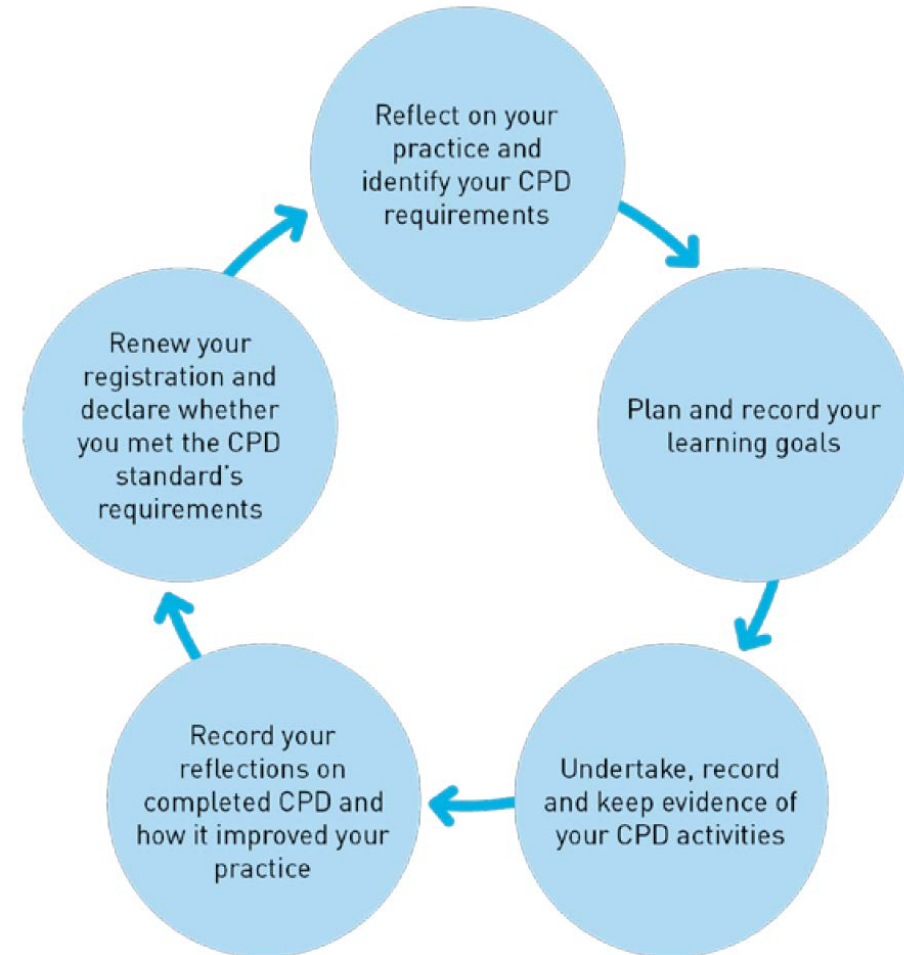 Reflect on your
practice and
identify your CPD
requirements
Plan and record your
learning goals
Undertake, record
and keep evidence of
your CPD activities
Record your
reflections on
completed CPD and
how it improved your
practice
Renew your
registration and
declare whether
you met the CPD
standard's
requirements